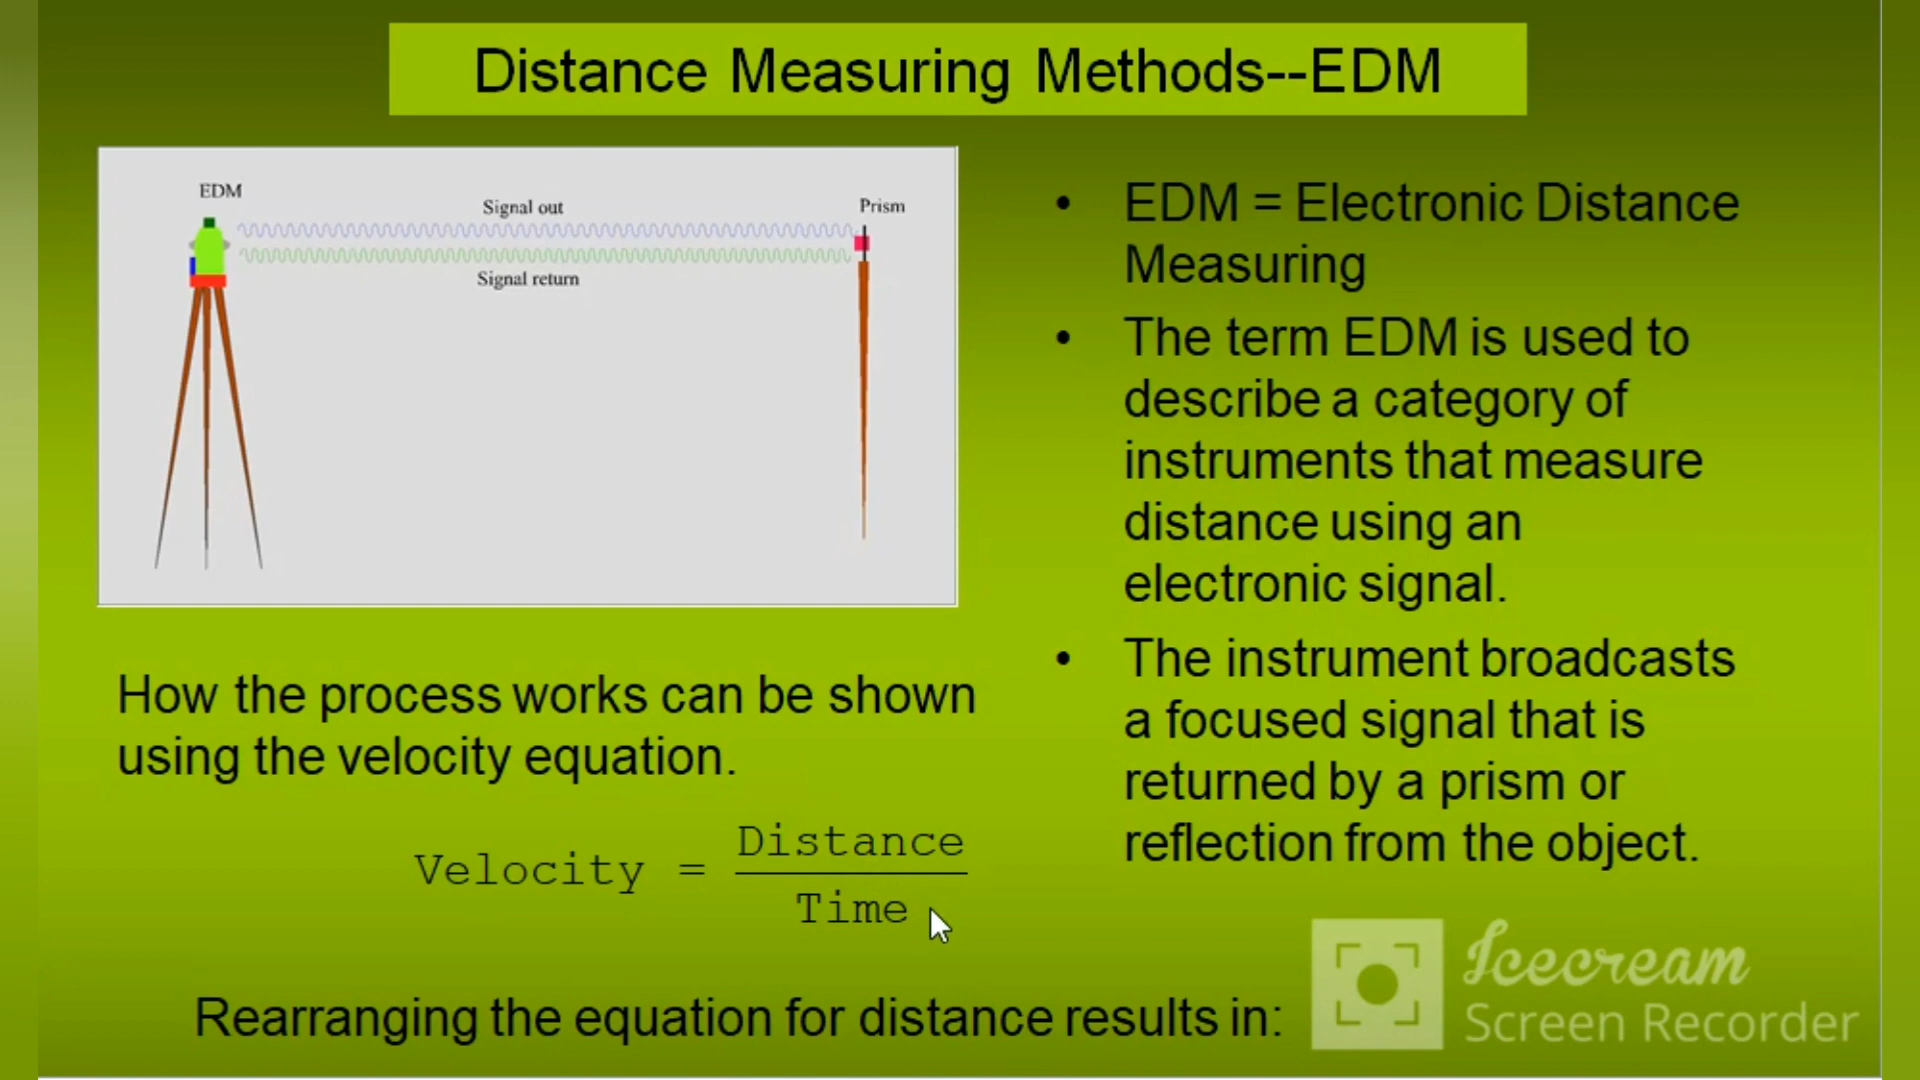 Distance Measuring Methods--EDM
EDM
Signal out
Prism
Signal return
How the process works can be shown
using the velocity equation.
Velocity = Distance
Time
Rearranging the equation for distance results in:
• EDM = Electronic Distance
Measuring
• The term EDM is used to
describe a category of
instruments that measure
distance using an
electronic signal.
• The instrument broadcasts
a focused signal that is
returned by a prism or
reflection from the object.
Icecream
Screen Recorder